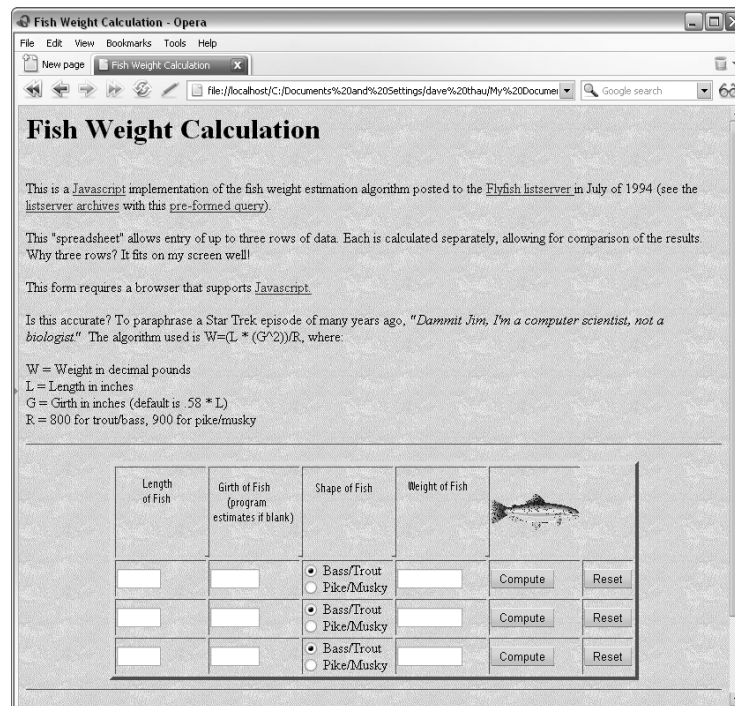 Fish Weight Calculation - Opera
File Edit View Bookmarks Tools Help
New page Fish Weight Calculation X
file://localhost/C:/Documents%20and%20Settings/dave%20thau/My%20Documer Google search
Fish Weight Calculation
This is a Javascript implementation of the fish weight estimation algorithm posted to the Flyfish listserver in July of 1994 (see the
listserver archives with this pre-formed query).
This "spreadsheet" allows entry of up to three rows of data. Each is calculated separately, allowing for comparison of the results.
Why three rows? It fits on my screen well!
This form requires a browser that supports Javascript.
Is this accurate? To paraphrase a Star Trek episode of many years ago, "Dammit Jim, I'm a computer scientist, not a
biologist" The algorithm used is W=(L * (G^2))/R, where:
W = Weight in decimal pounds
L = Length in inches
G = Girth in inches (default is .58 * L)
R = 800 for trout/bass, 900 for pike/musky
Length
of Fish
Girth of Fish
(program
estimates if blank)
Shape of Fish
Weight of Fish
Bass/Trout
Pike/Musky
Compute Reset
Bass/Trout
Pike/Musky
Compute Reset
Bass/Trout
Pike/Musky
Compute Reset